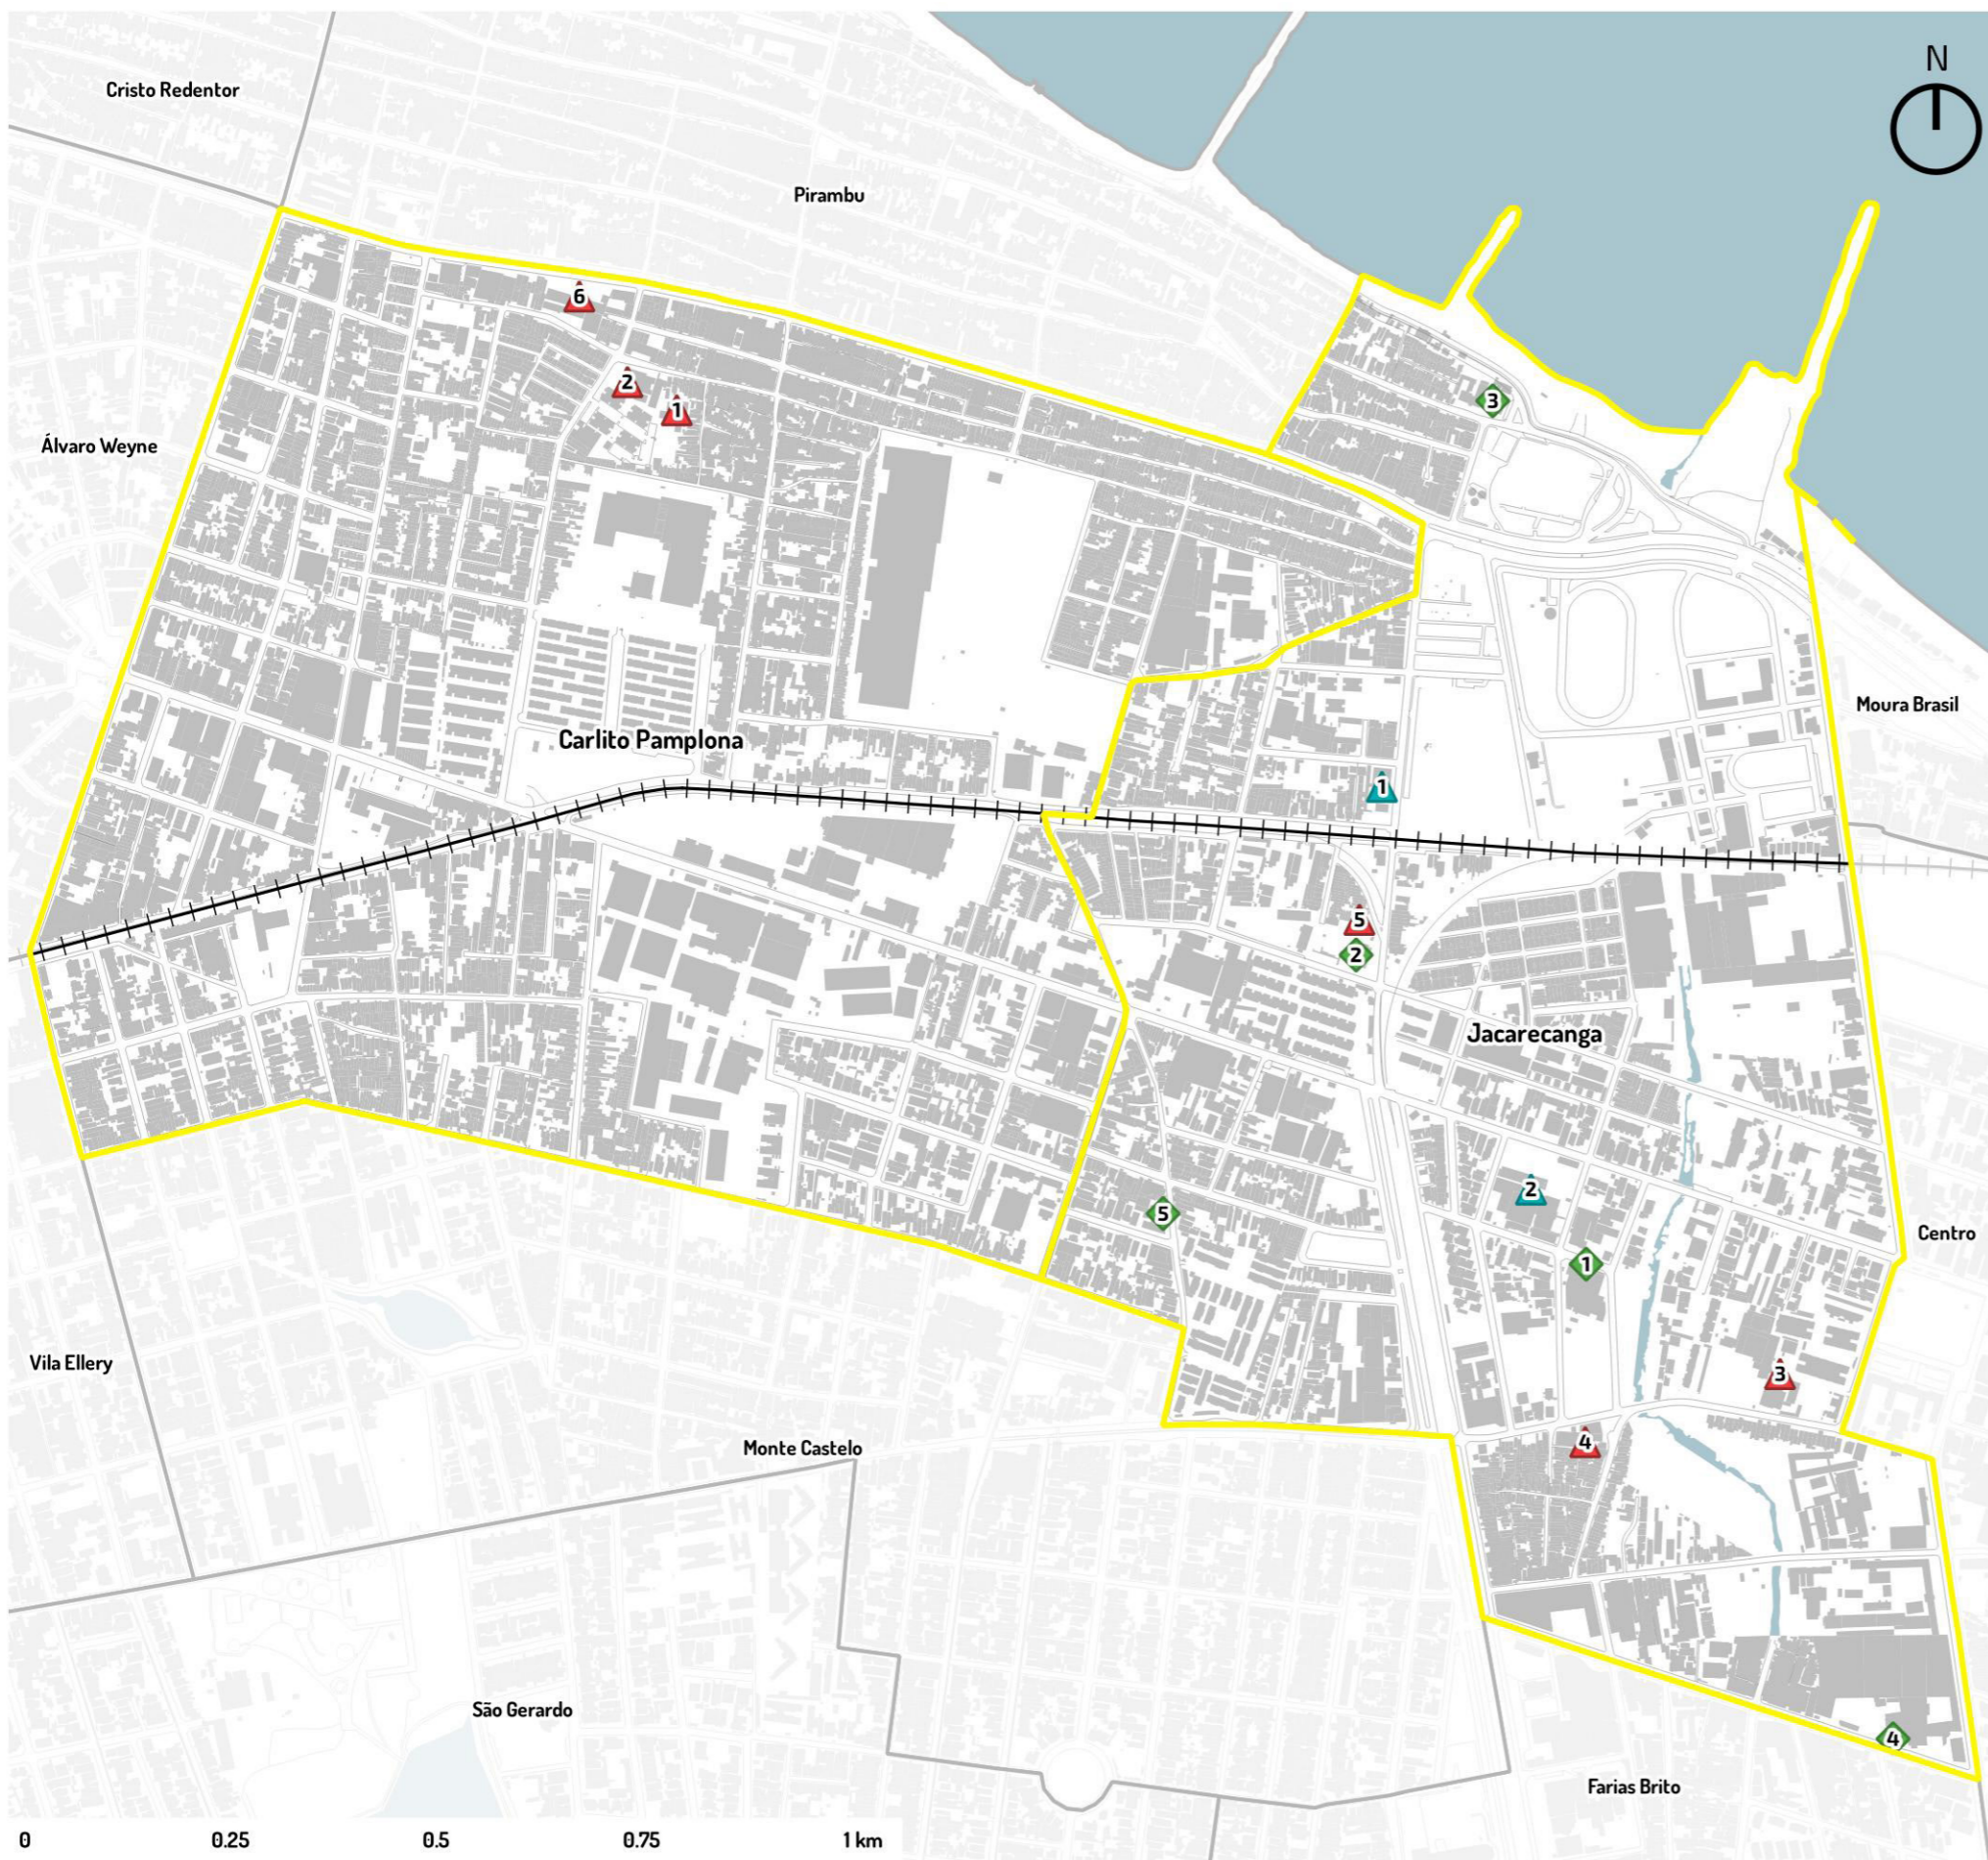 N
Cristo Redentor
Pirambu
6
2
1
3
Álvaro Weyne
Moura Brasil
Carlito Pamplona
1
5
2
Jacarecanga
2
5
1
Centro
Vila Ellery
3
4
Monte Castelo
São Gerardo
4
Farias Brito
0 0.25 0.5 0.75 1 km